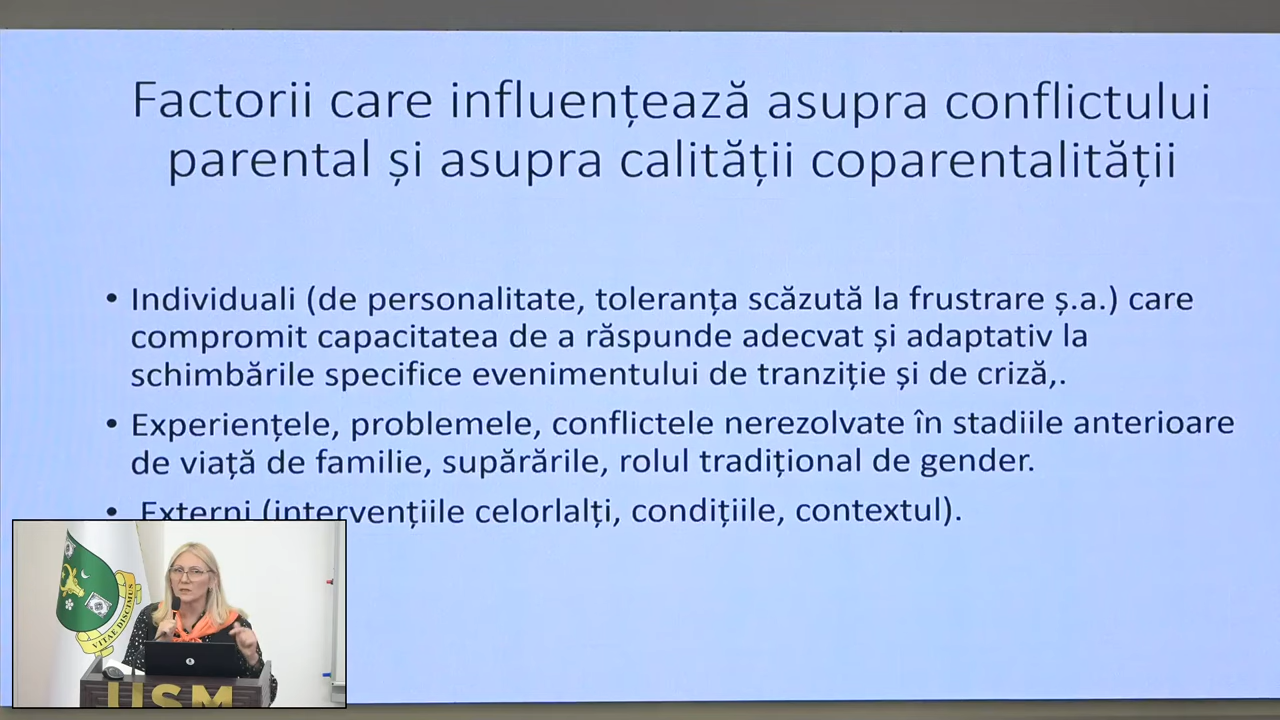 Factorii care influențează asupra conflictului
parental și asupra calității coparentalității
• Individuali (de personalitate, toleranța scăzută la frustrare ș.a.) care
compromit capacitatea de a răspunde adecvat și adaptativ la
schimbările specifice evenimentului de tranziție și de criză,.
• Experiențele, problemele, conflictele nerezolvate în stadiile anterioare
de viață de familie, supărările, rolul tradițional de gender.
• Externi (intervențiile celorlalți, condițiile, contextul).
VITAE DISCIMUS
USM